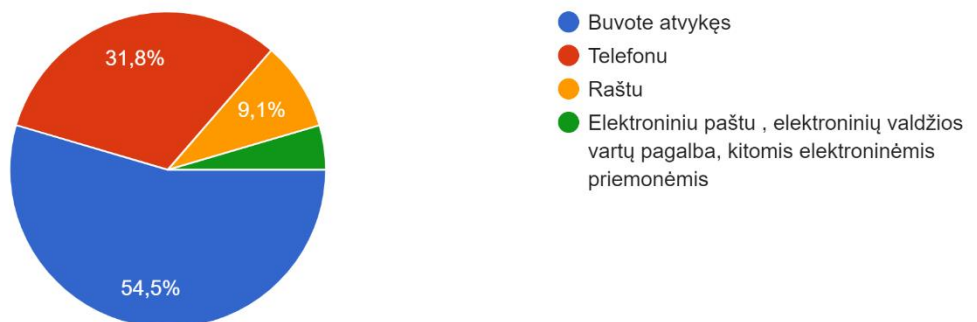 31,8%
9,1%
54,5%
Buvote atvykęs
Telefonu
Raštu
Elektroniniu paštu , elektroninių valdžios
vartų pagalba, kitomis elektroninėmis
priemonėmis